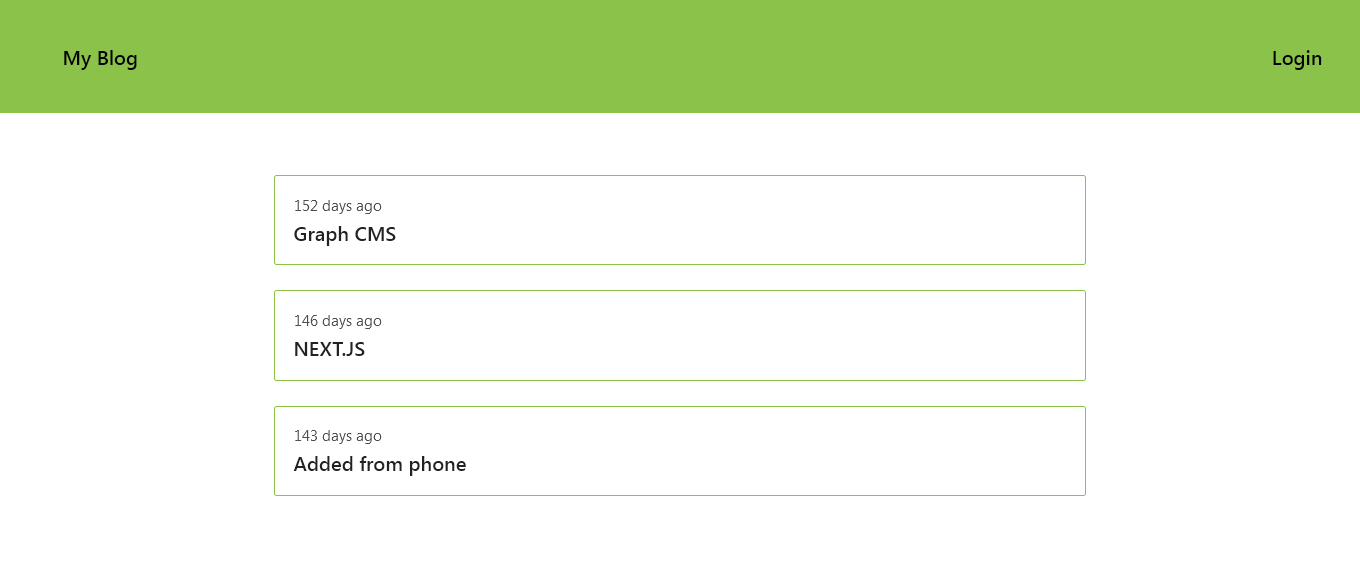 My Blog
Login
152 days ago
Graph CMS
146 days ago
NEXT.JS
143 days ago
Added from phone